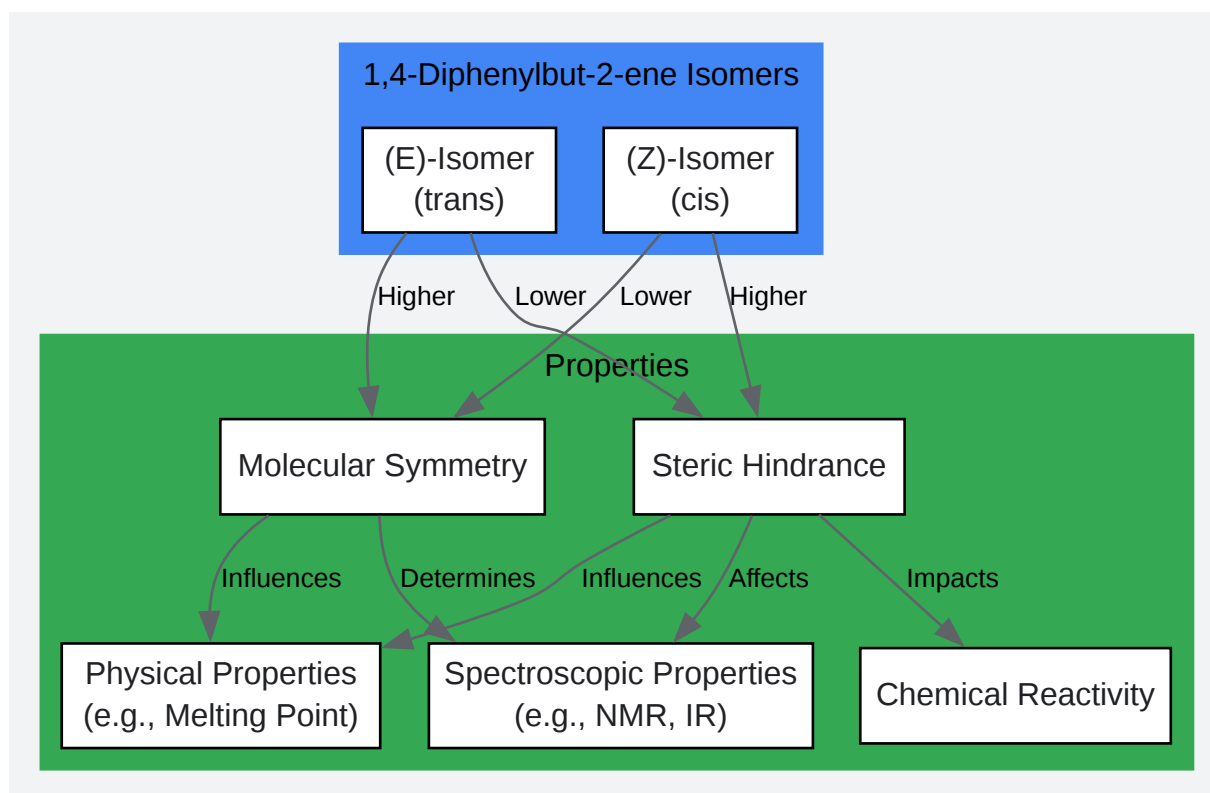 1,4-Diphenylbut-2-ene Isomers
(E)-Isomer
(trans)
(Z)-Isomer
(cis)
Higher
Lower
Lower
Higher
Properties
Molecular Symmetry
Steric Hindrance
Influences
Determines
Influences
Affects
Impacts
Physical Properties
(e.g., Melting Point)
Spectroscopic Properties
(e.g., NMR, IR)
Chemical Reactivity